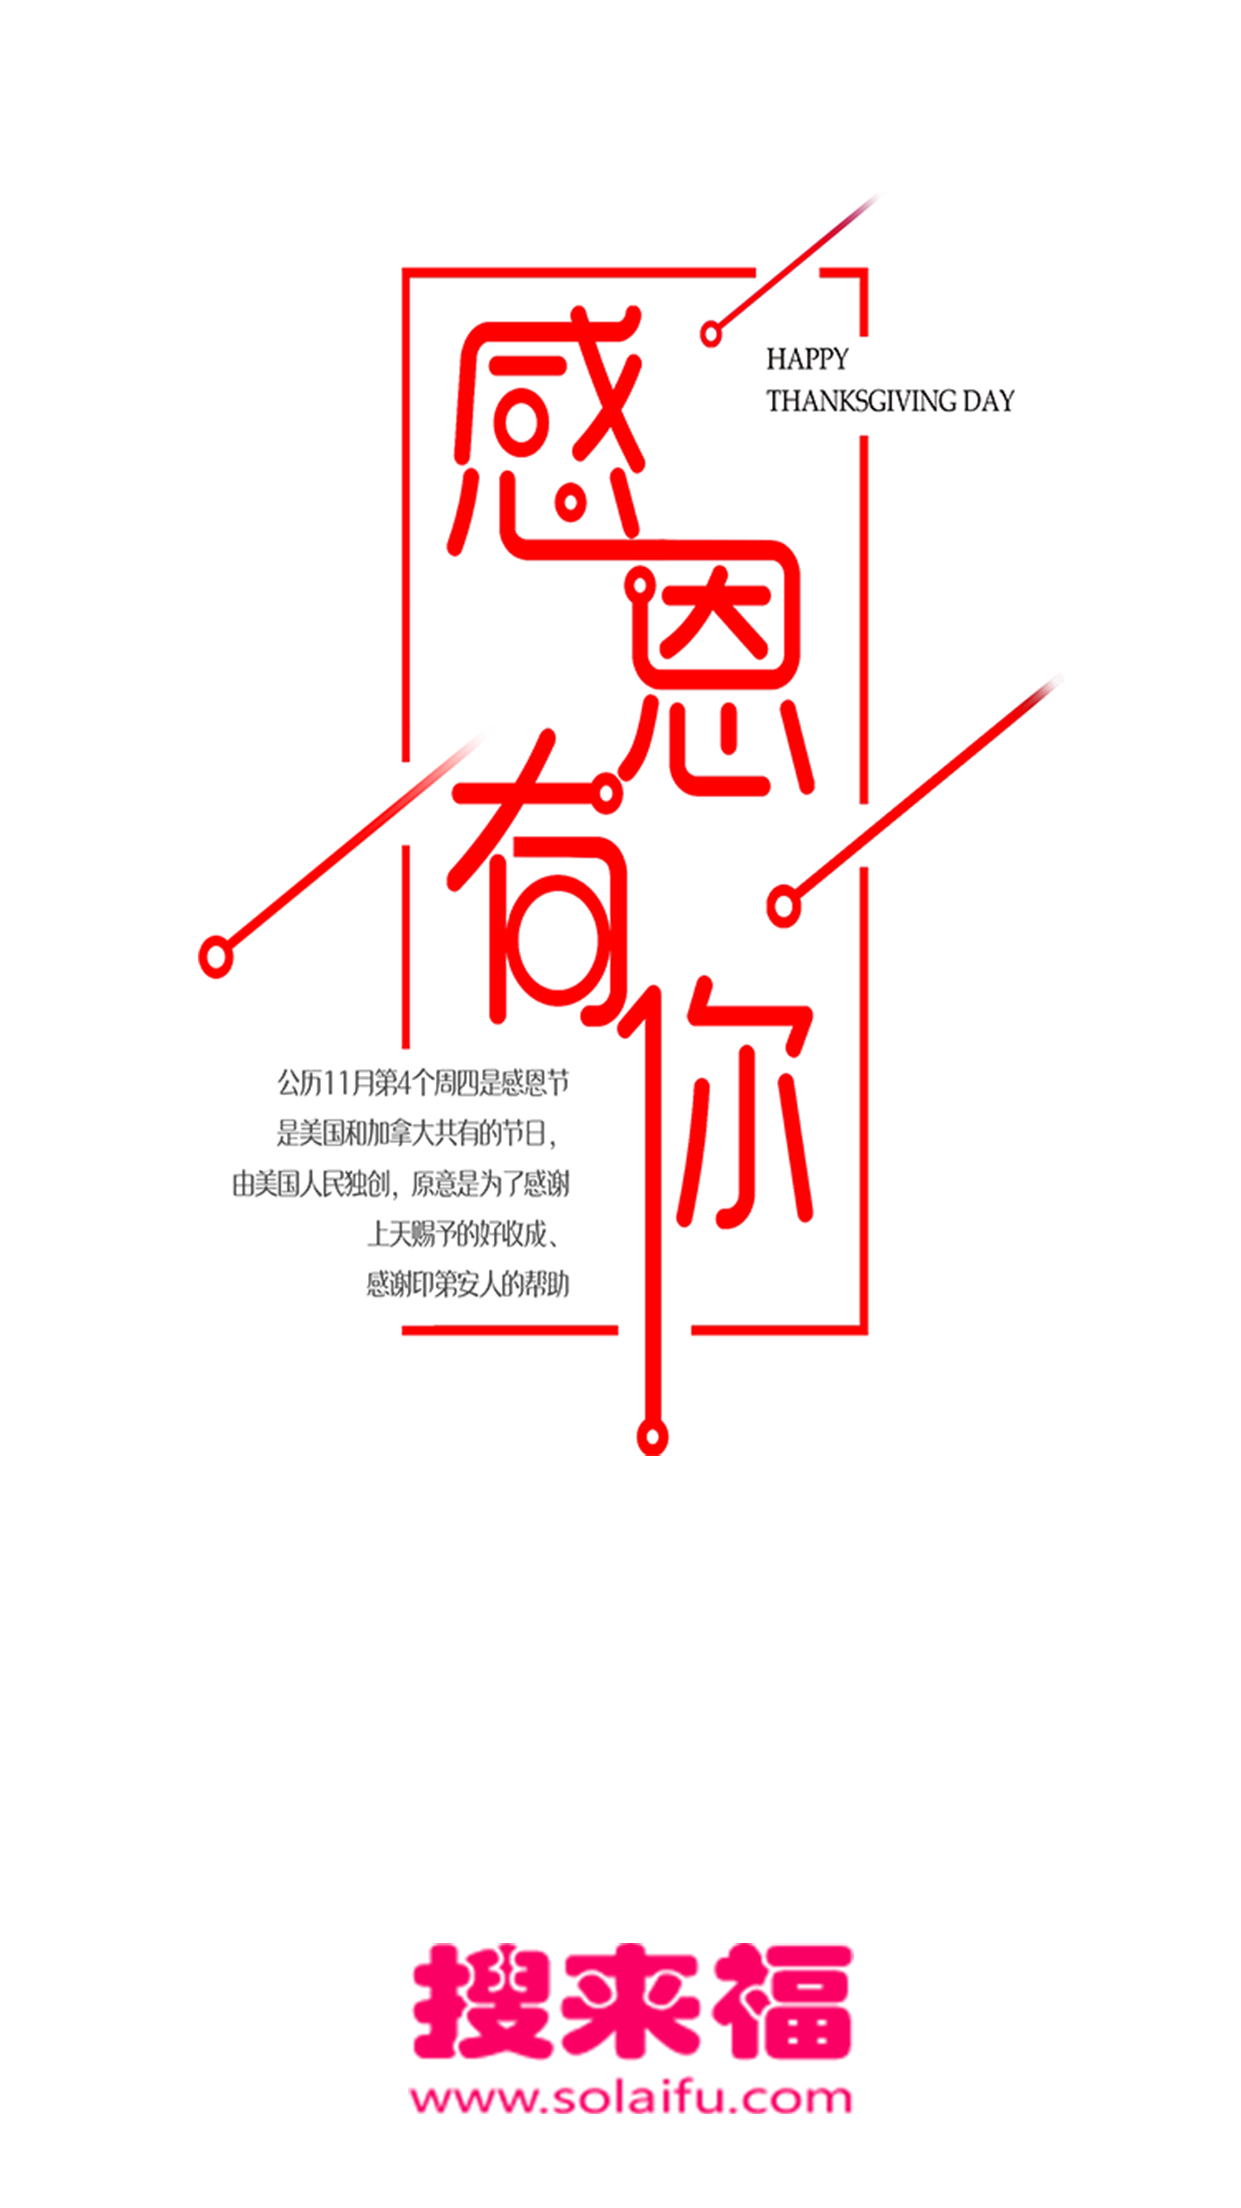 感恩有你
HAPPY
THANKSGIVING DAY
公历11月第4个周四是感恩节
是美国和加拿大共有的节日，
由美国人民独创，原意是为了感谢
上天赐予的好收成、
感谢印第安人的帮助
搜来福
www.solaifu.com